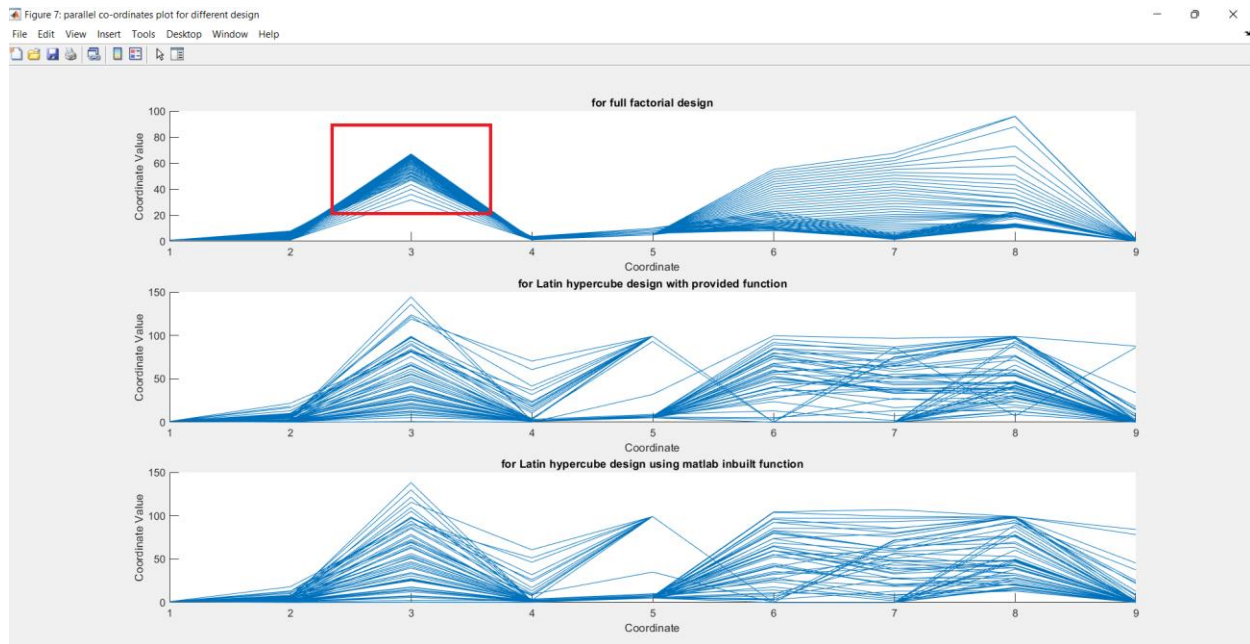 Figure 7: parallel co-ordinates plot for different design
File Edit View Insert Tools Desktop Window Help
for full factorial design
100
80
60
40
20
0
Coordinate Value
1 2 3 4 5 6 7 8 9
Coordinate
for Latin hypercube design with provided function
150
100
50
0
Coordinate Value
1 2 3 4 5 6 7 8 9
Coordinate
for Latin hypercube design using matlab inbuilt function
150
100
50
0
Coordinate Value
1 2 3 4 5 6 7 8 9
Coordinate